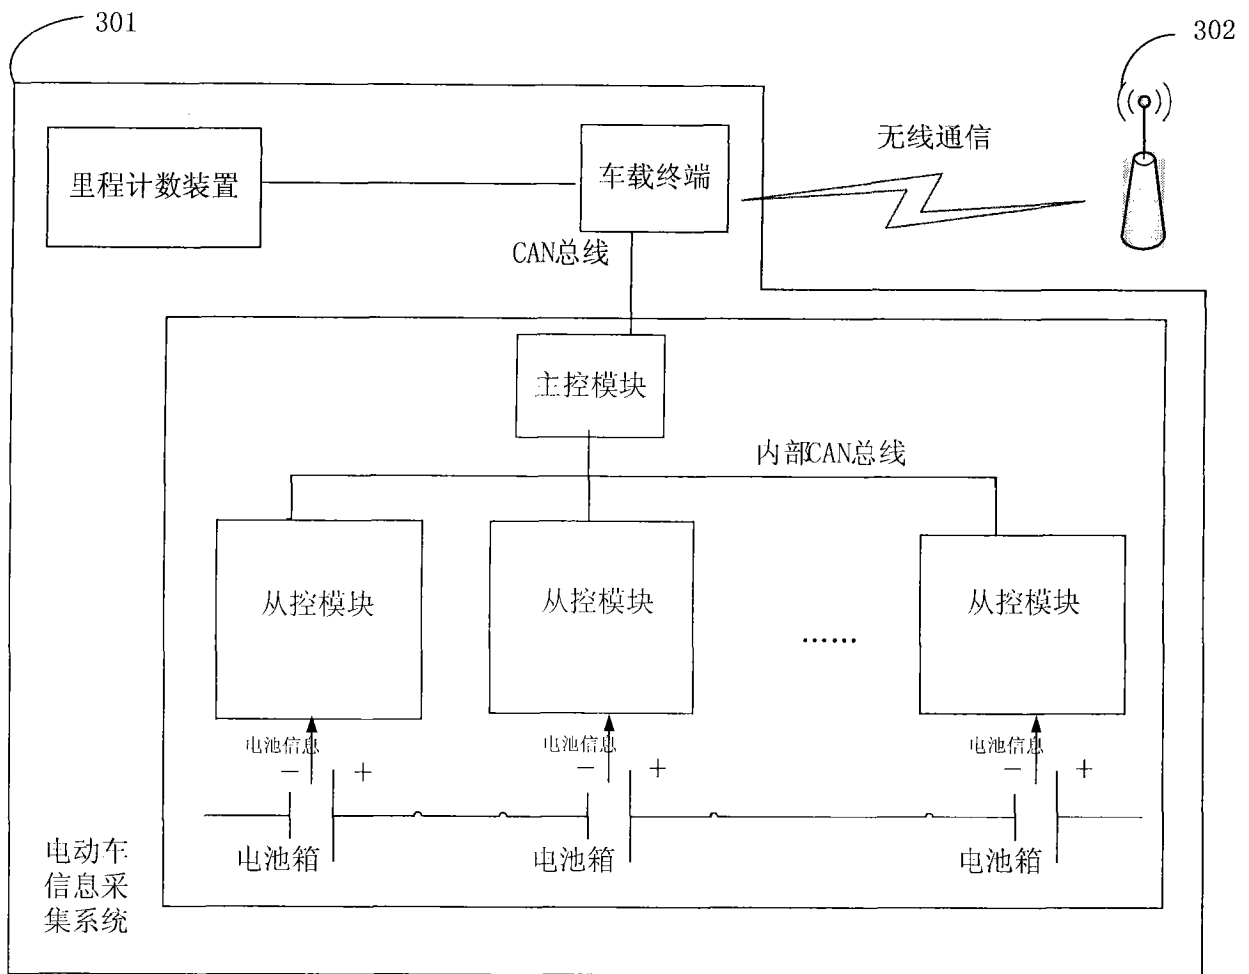 301
302
无线通信
里程计数装置
车载终端
CAN总线
主控模块
内部CAN总线
从控模块
从控模块
从控模块
......
电池信息
电池信息
电池信息
− +
− +
− +
电池箱
电池箱
电池箱
电动车
信息采
集系统